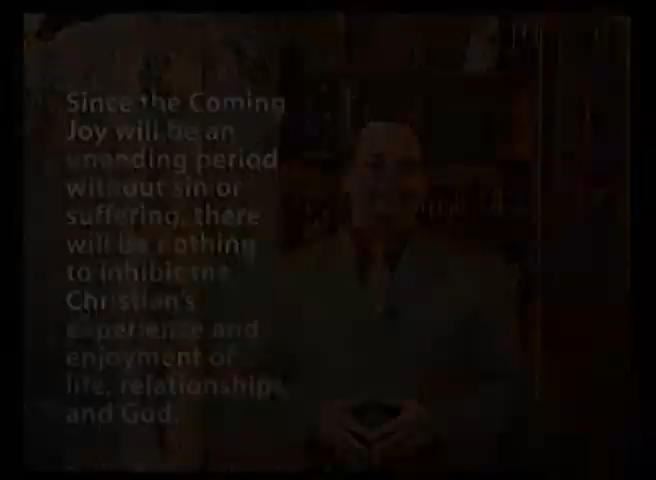 Since the Coming
Joy will be an
unending period
without sin or
suffering, there
will be nothing
to inhibit the
Christian's
experience and
enjoyment of
life, relationships
and God.